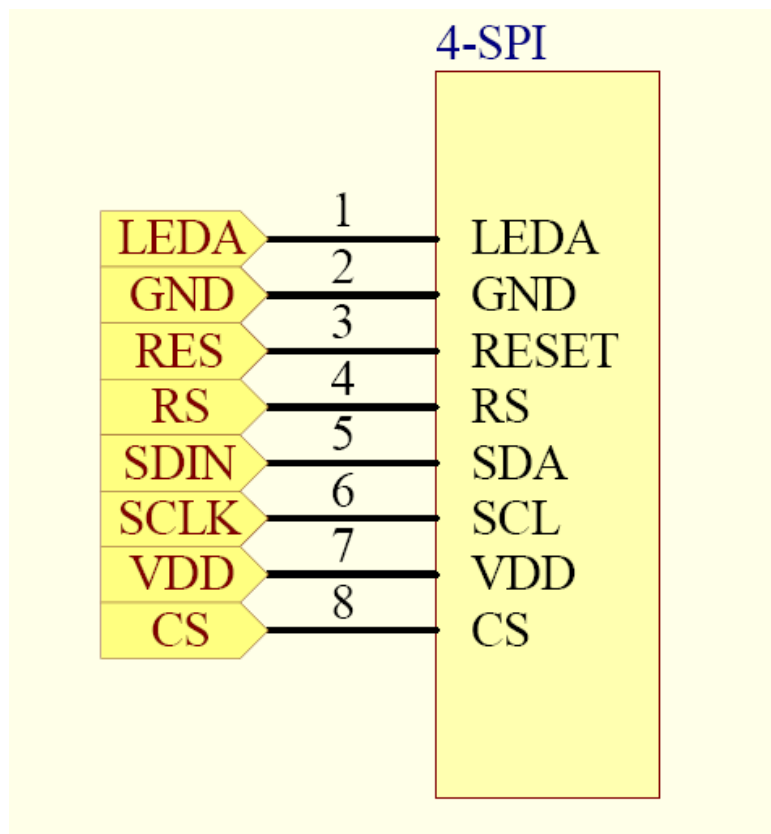 4-SPI
LEDA 1 LEDA
GND 2 GND
RES 3 RESET
RS 4 RS
SDIN 5 SDA
SCLK 6 SCL
VDD 7 VDD
CS 8 CS